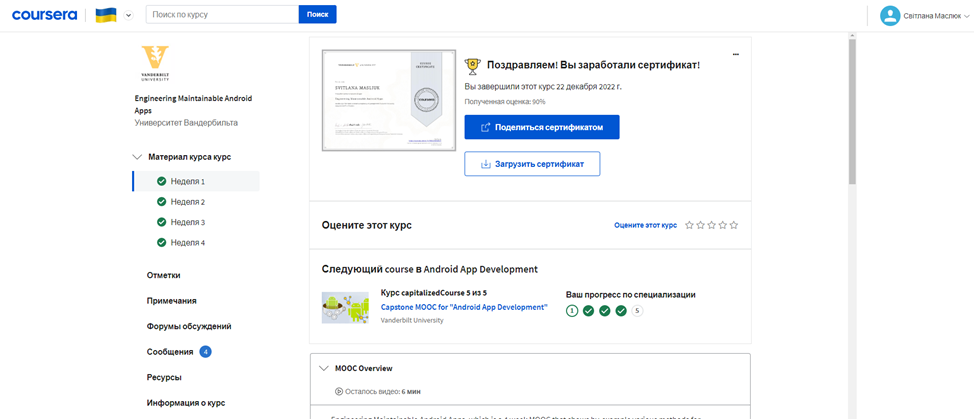 coursera
Поиск по курсу
Поиск
Світлана Маслюк
VANDERBILT
UNIVERSITY
Engineering Maintainable Android
Apps
Университет Вандербильта
Материал курса курс
Неделя 1
Неделя 2
Неделя 3
Неделя 4
Отметки
Примечания
Форумы обсуждений
Сообщения 4
Ресурсы
Информация о курсе
SVITLANA MASLIUK
Поздравляем! Вы заработали сертификат!
Вы завершили этот курс 22 декабря 2022 г.
Полученная оценка: 90%
Поделиться сертификатом
Загрузить сертификат
Оцените этот курс
Оцените этот курс
Следующий course в Android App Development
Курс capitalizedCourse 5 из 5
Capstone MOOC for "Android App Development"
Vanderbilt University
Ваш прогресс по специализации
1 5
MOOC Overview
Осталось видео: 6 мин